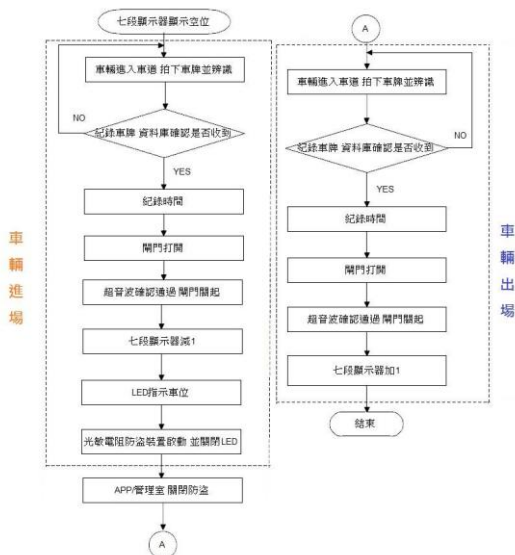 七段顯示器顯示空位
車輛進入車道 拍下車牌並辨識
NO
紀錄車牌 資料庫確認是否收到
YES
紀錄時間
閘門打開
超音波確認通過 閘門關起
七段顯示器減1
LED指示車位
光敏電阻防盜裝置啟動 並關閉LED
APP/管理室 關閉防盜
A
車輛進場
A
車輛進入車道 拍下車牌並辨識
NO
紀錄車牌 資料庫確認是否收到
YES
紀錄時間
閘門打開
超音波確認通過 閘門關起
七段顯示器加1
結束
車輛出場